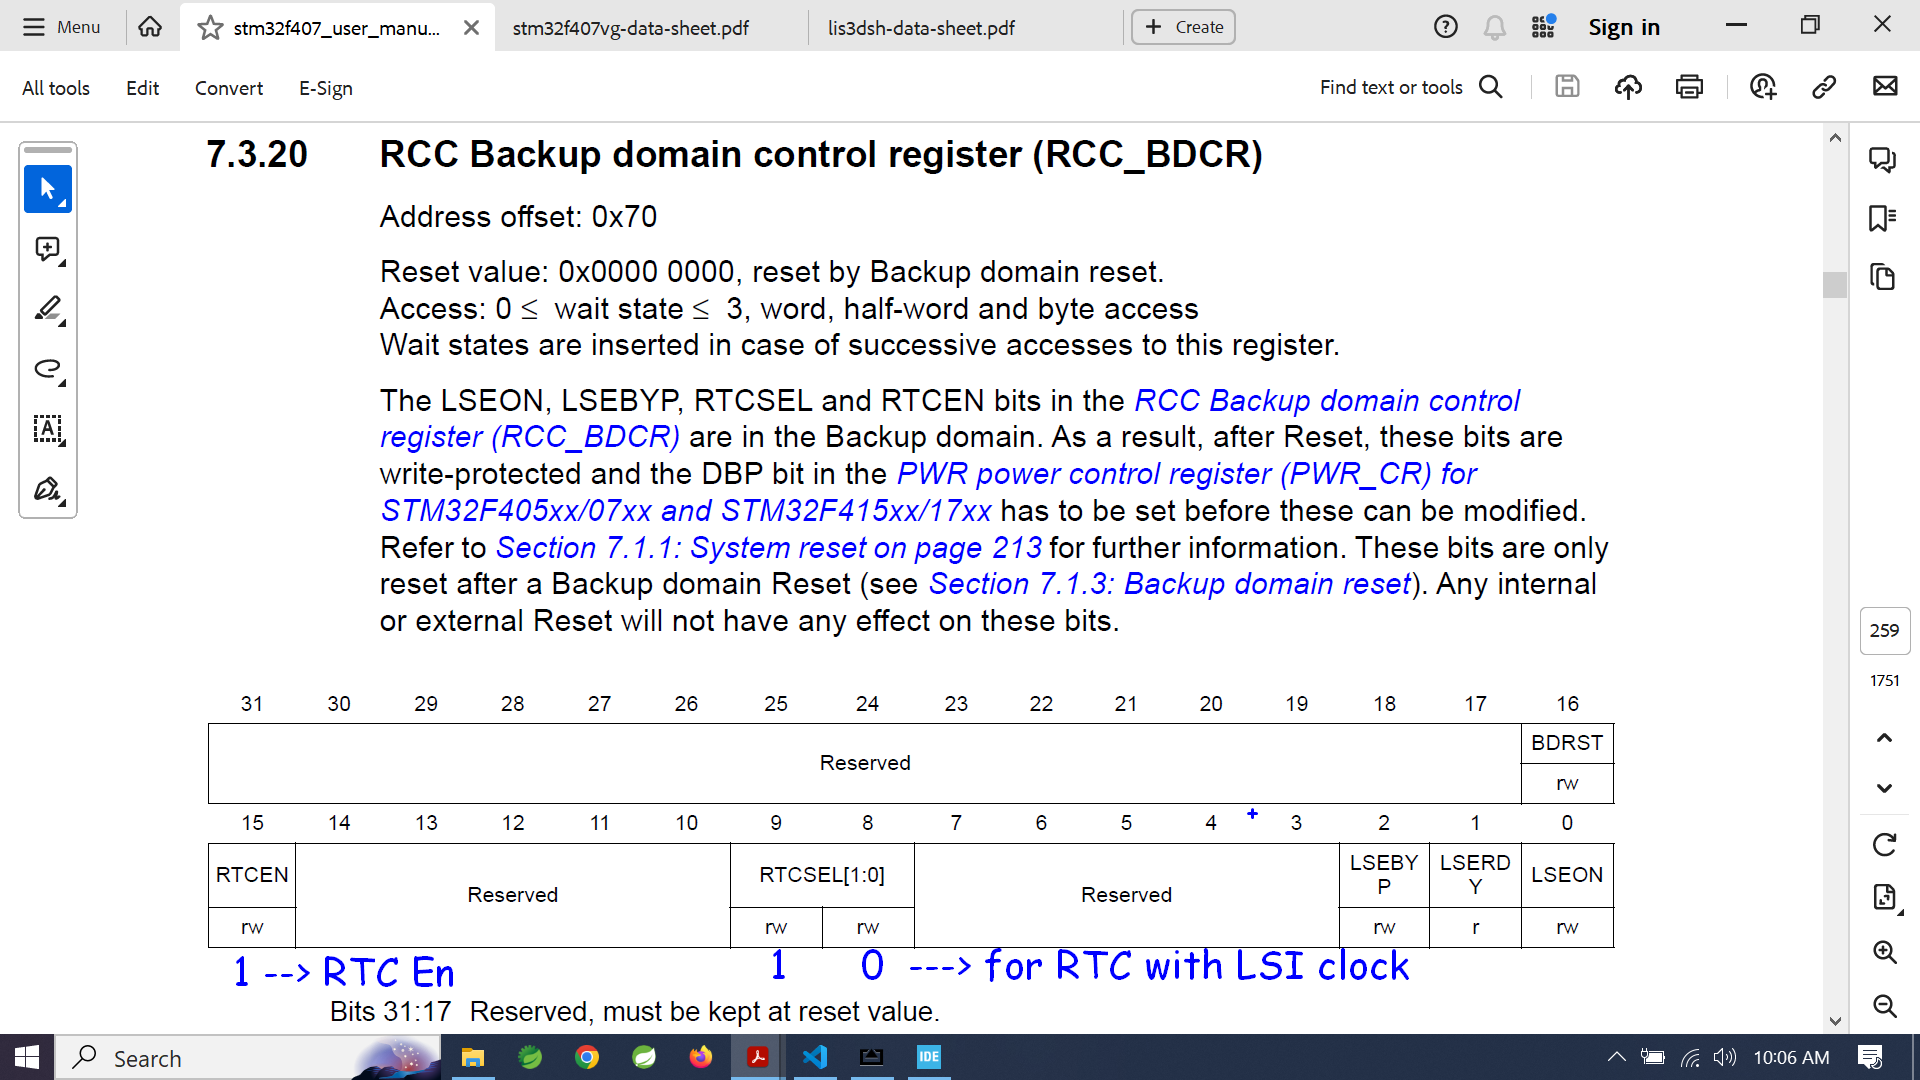 Menu
stm32f407_user_manu...
stm32f407vg-data-sheet.pdf
lis3dsh-data-sheet.pdf
+ Create
Sign in
All tools Edit Convert E-Sign
Find text or tools
7.3.20 RCC Backup domain control register (RCC_BDCR)
Address offset: 0x70
Reset value: 0x0000 0000, reset by Backup domain reset.
Access: 0 ≤ wait state ≤ 3, word, half-word and byte access
Wait states are inserted in case of successive accesses to this register.
The LSEON, LSEBYP, RTCSEL and RTCEN bits in the RCC Backup domain control
register (RCC_BDCR) are in the Backup domain. As a result, after Reset, these bits are
write-protected and the DBP bit in the PWR power control register (PWR_CR) for
STM32F405xx/07xx and STM32F415xx/17xx has to be set before these can be modified.
Refer to Section 7.1.1: System reset on page 213 for further information. These bits are only
reset after a Backup domain Reset (see Section 7.1.3: Backup domain reset). Any internal
or external Reset will not have any effect on these bits.
259
1751
31 30 29 28 27 26 25 24 23 22 21 20 19 18 17 16
Reserved BDRST
rw
15 14 13 12 11 10 9 8 7 6 5 4 3 2 1 0
RTCEN Reserved RTCSEL[1:0] Reserved LSEBY
P LSERD
Y LSEON
rw rw rw rw r rw
1 --> RTC En 1 0 ---> for RTC with LSI clock
Bits 31:17 Reserved, must be kept at reset value.
Search
IDE
10:06 AM